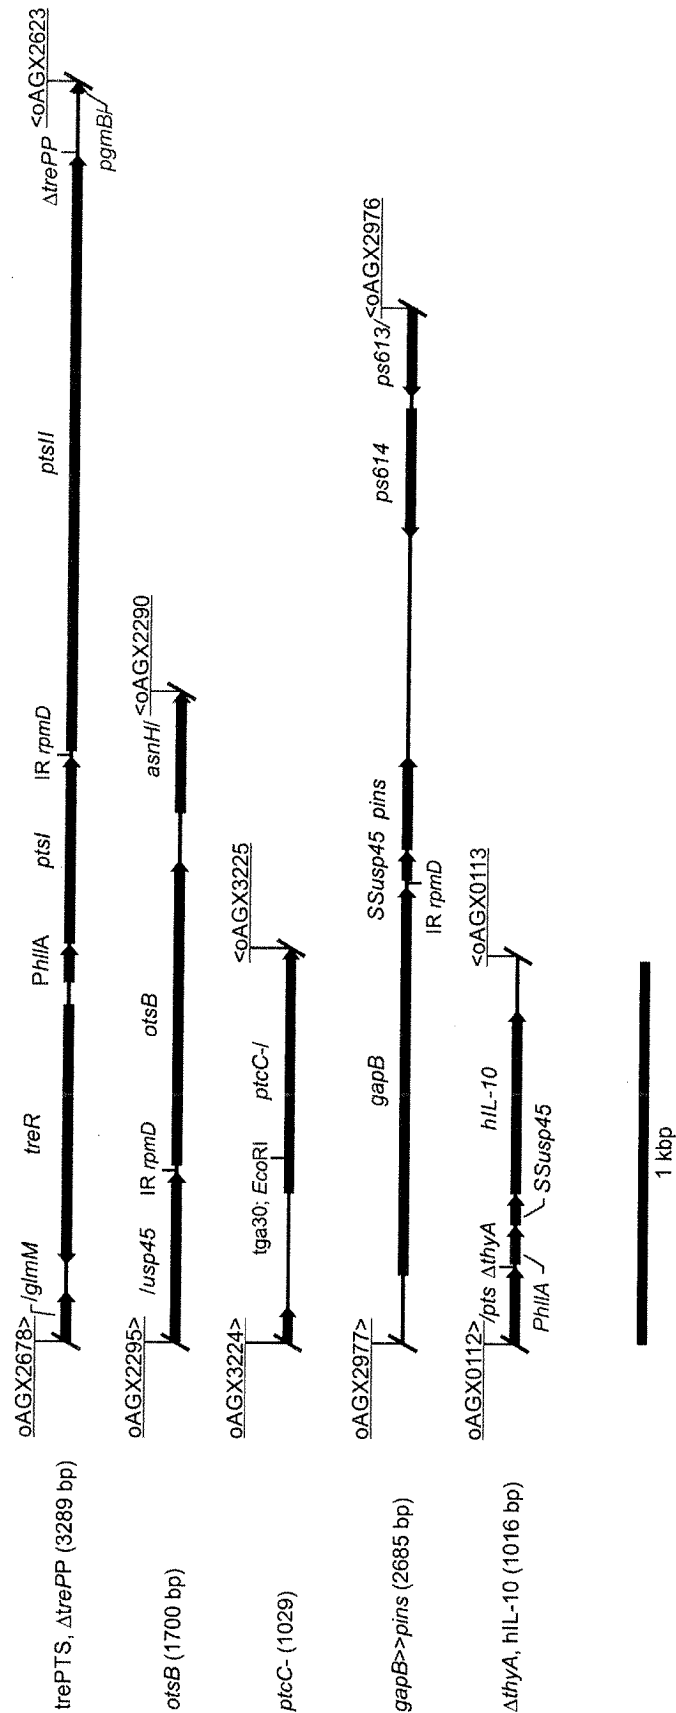 trePTS, ΔtrePP (3289 bp)
oAGX2678>
/glmM
treR
PhllA
ptsI
IR rpmD
ptsII
ΔtrePP
<oAGX2623
pgmB/
otsB (1700 bp)
oAGX2295>
/usp45
IR rpmD
otsB
asnH/
<oAGX2290
ptcC- (1029)
oAGX3224>
tga30; EcoRI
ptcC-/
<oAGX3225
gapB>>pins (2685 bp)
oAGX2977>
gapB
SSusp45 pins
IR rpmD
ps614
ps613/
<oAGX2976
ΔthyA, hIL-10 (1016 bp)
oAGX0112>
/pts ΔthyA
PhllA
SSusp45
hIL-10
<oAGX0113
1 kbp